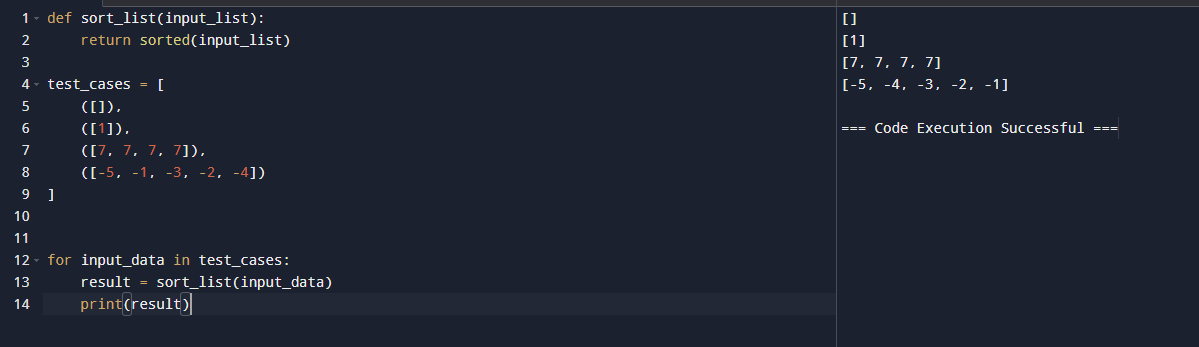 1 def sort_list(input_list):
2     return sorted(input_list)
3
4 test_cases = [
5     ([]),
6     ([1]),
7     ([7, 7, 7, 7]),
8     ([-5, -1, -3, -2, -4])
9 ]
10
11
12 for input_data in test_cases:
13     result = sort_list(input_data)
14     print(result)
[]
[1]
[7, 7, 7, 7]
[-5, -4, -3, -2, -1]
=== Code Execution Successful ===